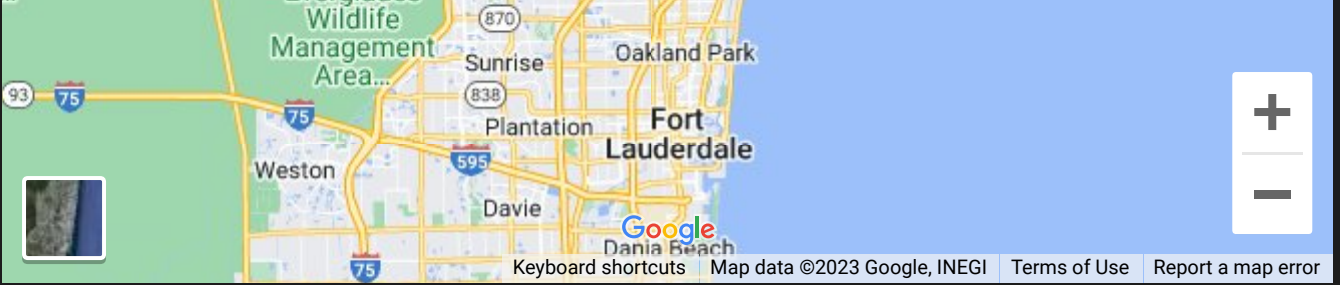 Everglades
Wildlife
Management
Area...
870
Oakland Park
Sunrise
93
75
838
75
Plantation
Fort
Lauderdale
595
Weston
Davie
Google
Dania Beach
75
Keyboard shortcuts
Map data ©2023 Google, INEGI
Terms of Use
Report a map error